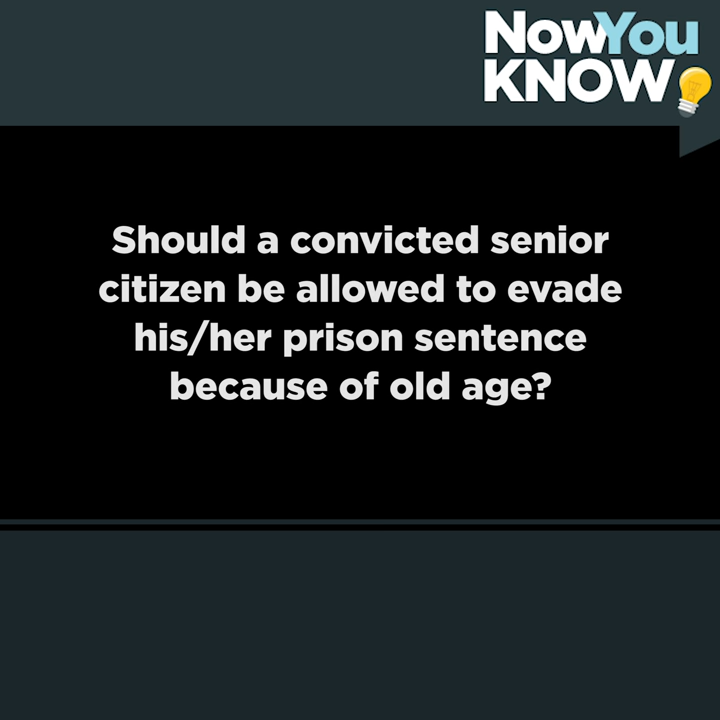 NowYou
KNOW
Should a convicted senior
citizen be allowed to evade
his/her prison sentence
because of old age?